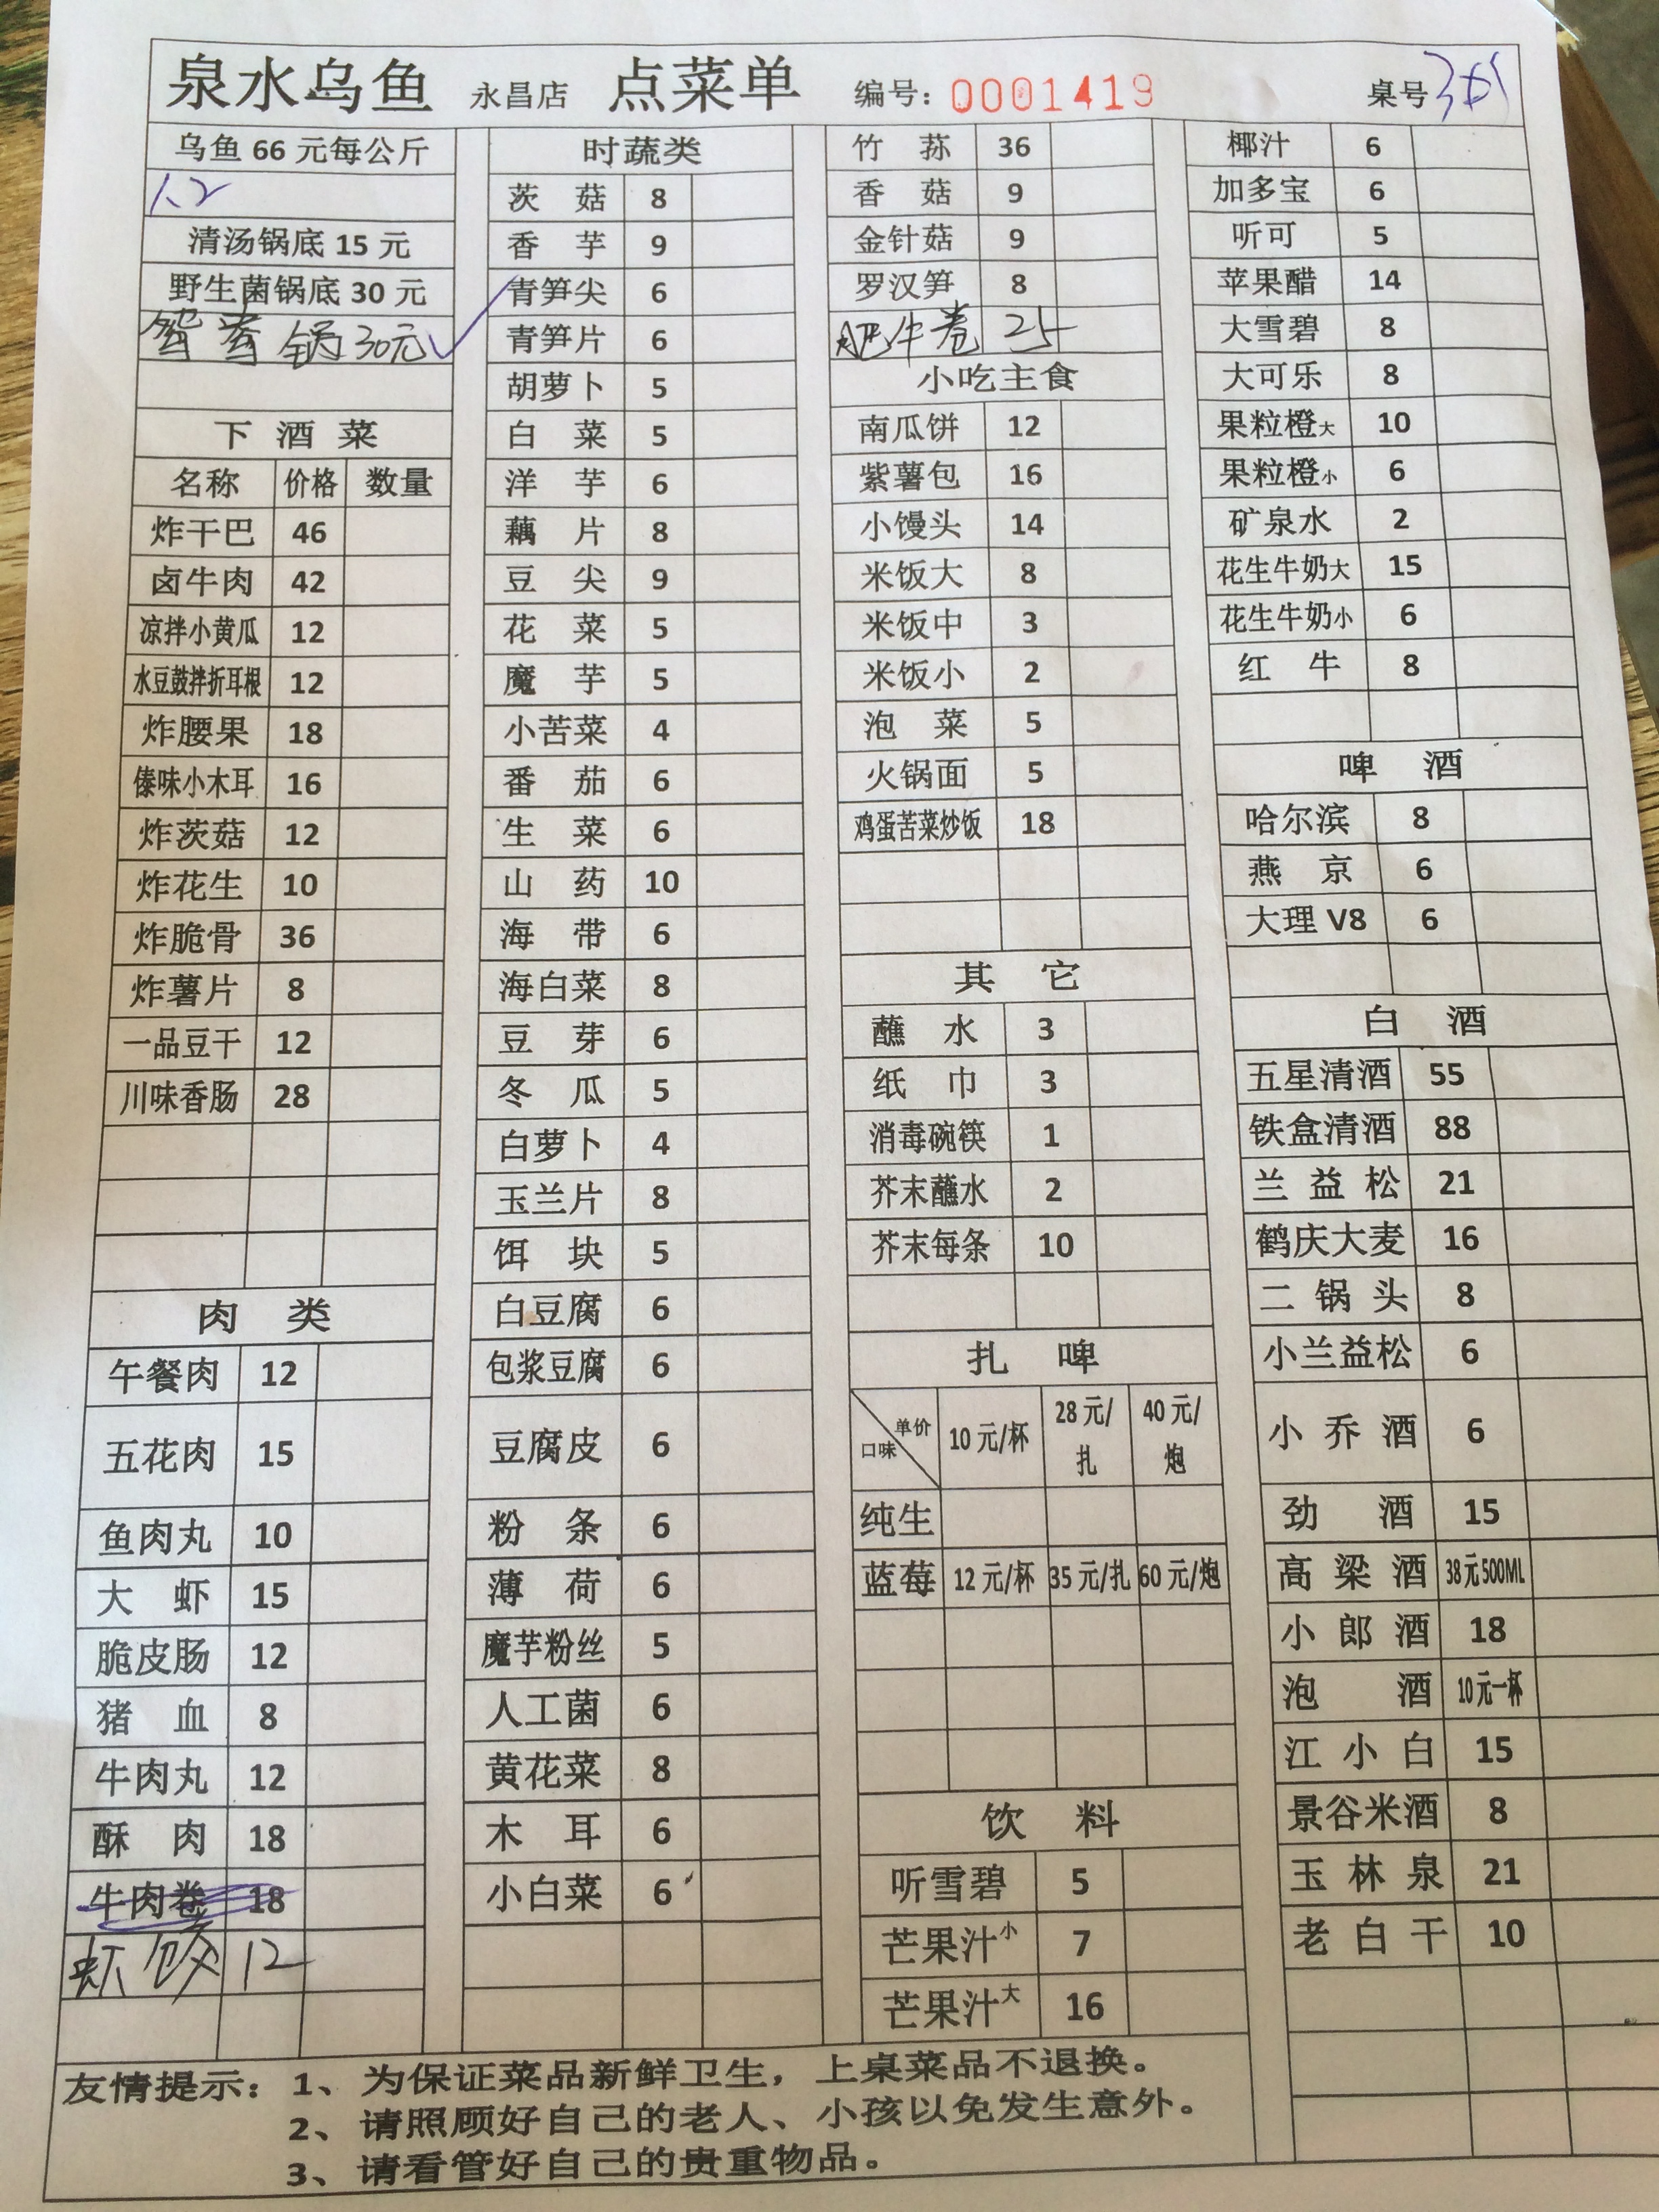 泉水乌鱼 永昌店 点菜单 编号：0001419 桌号
乌鱼 66 元每公斤
1.2
清汤锅底 15 元
野生菌锅底 30 元
鸳鸯锅 30元 ✓
下 酒 菜
名称 价格 数量
炸干巴 46
卤牛肉 42
凉拌小黄瓜 12
水豆鼓拌折耳根 12
炸腰果 18
傣味小木耳 16
炸茨菇 12
炸花生 10
炸脆骨 36
炸薯片 8
一品豆干 12
川味香肠 28
肉 类
午餐肉 12
五花肉 15
鱼肉丸 10
大 虾 15
脆皮肠 12
猪 血 8
牛肉丸 12
酥 肉 18
牛肉卷 18
虾饺 12
时蔬类
茨 菇 8
香 芋 9
青笋尖 6
青笋片 6
胡萝卜 5
白 菜 5
洋 芋 6
藕 片 8
豆 尖 9
花 菜 5
魔 芋 5
小苦菜 4
番 茄 6
生 菜 6
山 药 10
海 带 6
海白菜 8
豆 芽 6
冬 瓜 5
白萝卜 4
玉兰片 8
饵 块 5
白豆腐 6
包浆豆腐 6
豆腐皮 6
粉 条 6
薄 荷 6
魔芋粉丝 5
人工菌 6
黄花菜 8
木 耳 6
小白菜 6
竹 荪 36
香 菇 9
金针菇 9
罗汉笋 8
肥牛卷 25
小吃主食
南瓜饼 12
紫薯包 16
小馒头 14
米饭大 8
米饭中 3
米饭小 2
泡 菜 5
火锅面 5
鸡蛋苦菜炒饭 18
其 它
蘸 水 3
纸 巾 3
消毒碗筷 1
芥末蘸水 2
芥末每条 10
扎 啤
单价 口味 10 元/杯 28 元/扎 40 元/炮
纯生
蓝莓 12 元/杯 35 元/扎 60 元/炮
饮 料
听雪碧 5
芒果汁小 7
芒果汁大 16
椰汁 6
加多宝 6
听可 5
苹果醋 14
大雪碧 8
大可乐 8
果粒橙大 10
果粒橙小 6
矿泉水 2
花生牛奶大 15
花生牛奶小 6
红 牛 8
啤 酒
哈尔滨 8
燕 京 6
大理 V8 6
白 酒
五星清酒 55
铁盒清酒 88
兰 益 松 21
鹤庆大麦 16
二 锅 头 8
小兰益松 6
小 乔 酒 6
劲 酒 15
高 梁 酒 38元500ML
小 郎 酒 18
泡 酒 10元一杯
江 小 白 15
景谷米酒 8
玉 林 泉 21
老 白 干 10
友情提示：1、为保证菜品新鲜卫生，上桌菜品不退换。
2、请照顾好自己的老人、小孩以免发生意外。
3、请看管好自己的贵重物品。